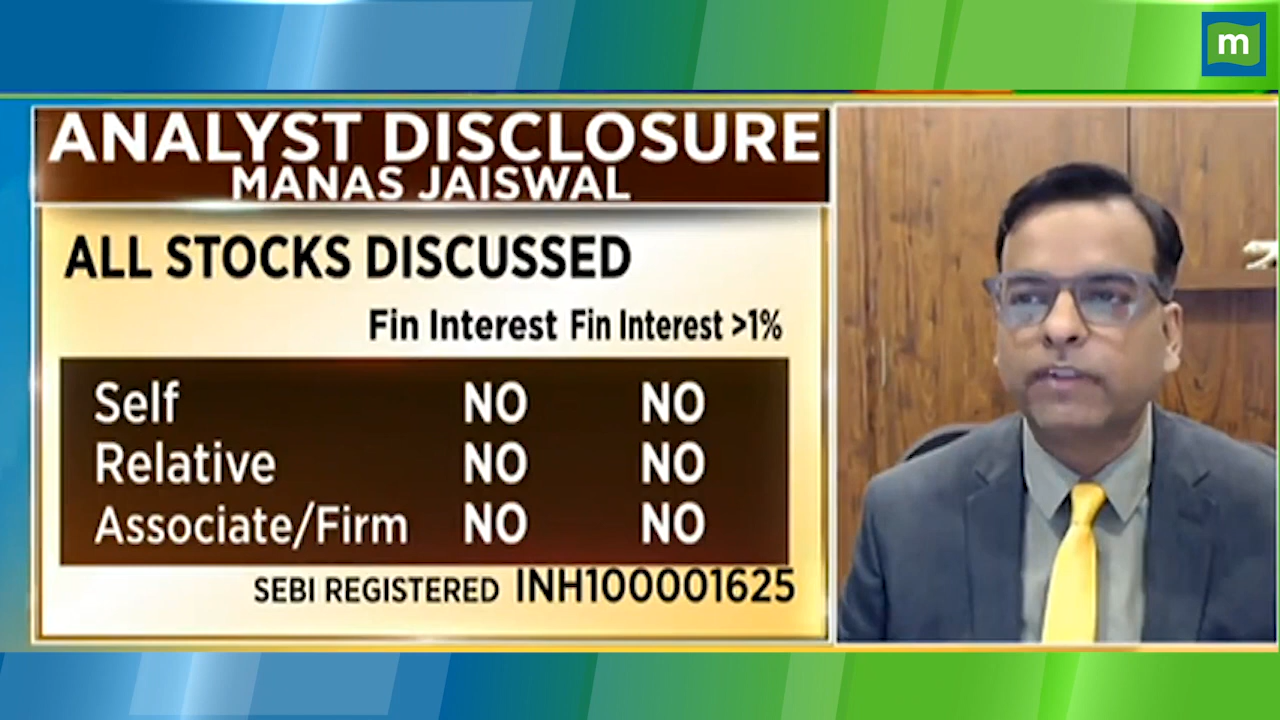 m
ANALYST DISCLOSURE
MANAS JAISWAL
ALL STOCKS DISCUSSED
Fin Interest Fin Interest >1%
Self NO NO
Relative NO NO
Associate/Firm NO NO
SEBI REGISTERED INH100001625